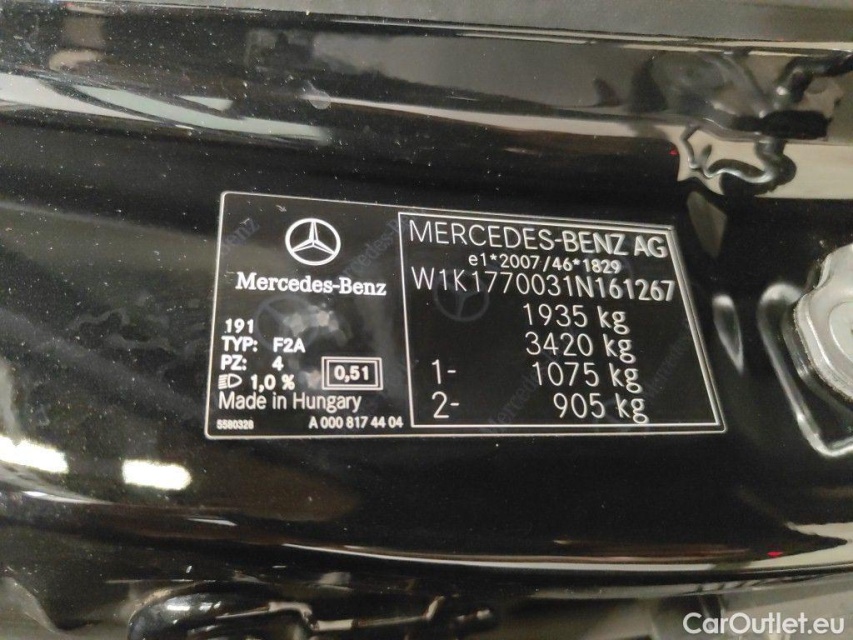 Mercedes-Benz
191
TYP: F2A
PZ: 4
1,0 %
0,51
Made in Hungary
5580328
A 000 817 44 04
MERCEDES-BENZ AG
e1*2007/46*1829
W1K1770031N161267
1935 kg
3420 kg
1- 1075 kg
2- 905 kg
CarOutlet.eu